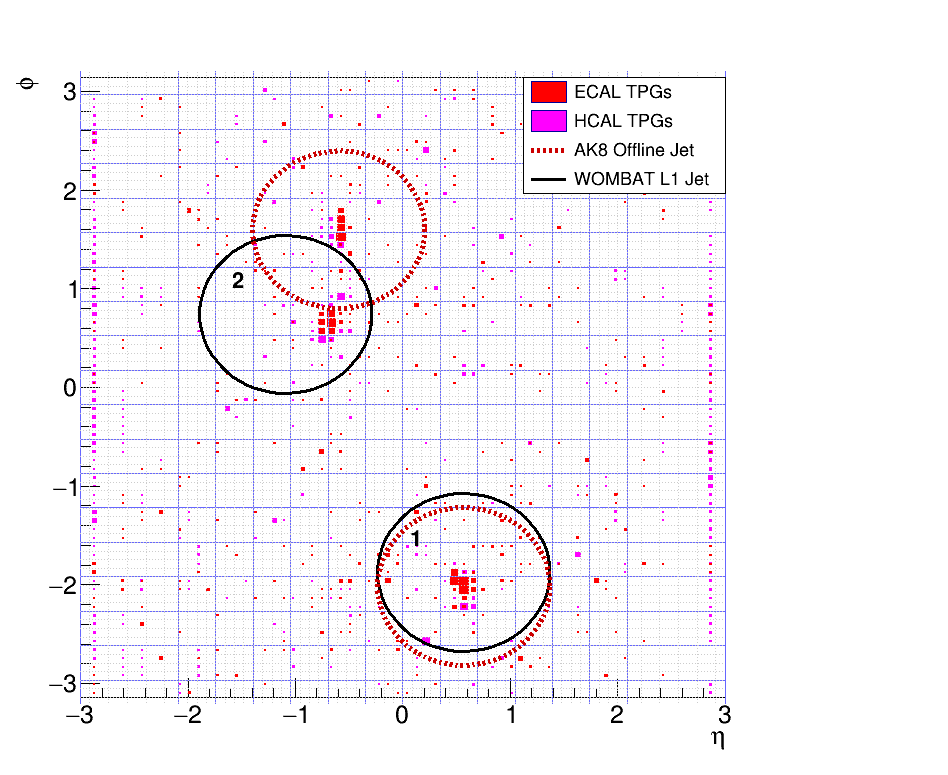 φ
3
2
1
0
−1
−2
−3
ECAL TPGs
HCAL TPGs
AK8 Offline Jet
WOMBAT L1 Jet
2
1
−3 −2 −1 0 1 2 3
η